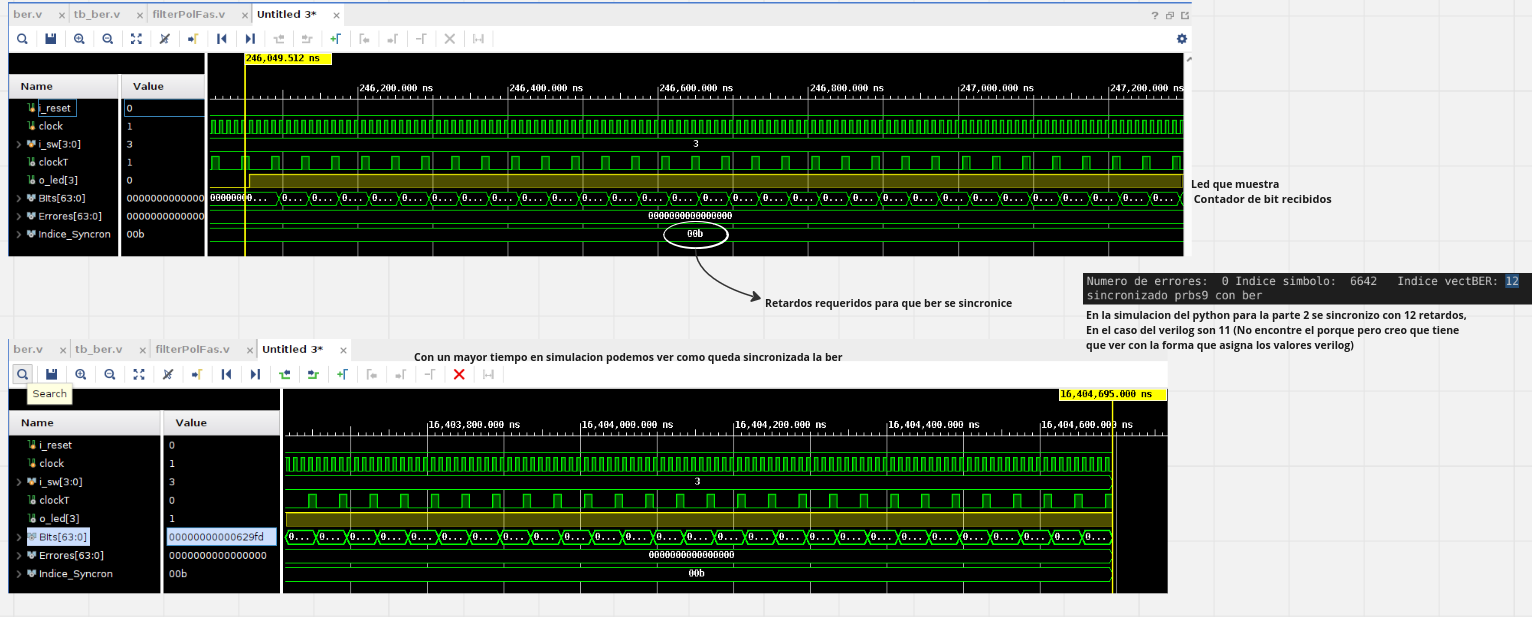 ber.v × tb_ber.v × filterPolFas.v × Untitled 3* ×
246,049.512 ns
Name Value
246,200.000 ns 246,400.000 ns 246,600.000 ns 246,800.000 ns 247,000.000 ns 247,200.000 ns
i_reset 0
clock 1
i_sw[3:0] 3 3
clockT 1
o_led[3] 0
BIts[63:0] 000000000000 00000000... 0... 0... 0... 0... 0... 0... 0... 0... 0... 0... 0... 0... 0... 0... 0... 0... 0... 0... 0... 0... 0... 0... 0... 0... 0... 0... 0... 0... 0... 0...
Errores[63:0] 000000000000 0000000000000000
Indice_Syncron 00b 00b
Led que muestra
Contador de bit recibidos
Retardos requeridos para que ber se sincronice
Numero de errores: 0 Indice simbolo: 6642 Indice vectBER: 12
sincronizado prbs9 con ber
En la simulacion del python para la parte 2 se sincronizo con 12 retardos,
En el caso del verilog son 11 (No encontre el porque pero creo que tiene
que ver con la forma que asigna los valores verilog)
ber.v × tb_ber.v × filterPolFas.v × Untitled 3* ×
Con un mayor tiempo en simulacion podemos ver como queda sincronizada la ber
Search
16,404,695.000 ns
Name Value
16,403,800.000 ns 16,404,000.000 ns 16,404,200.000 ns 16,404,400.000 ns 16,404,600.000 ns
i_reset 0
clock 1
i_sw[3:0] 3 3
clockT 0
o_led[3] 1
BIts[63:0] 00000000000629fd 0... 0... 0... 0... 0... 0... 0... 0... 0... 0... 0... 0... 0... 0... 0... 0... 0... 0... 0... 0... 0... 0... 0... 0... 0... 0... 0...
Errores[63:0] 0000000000000000 0000000000000000
Indice_Syncron 00b 00b